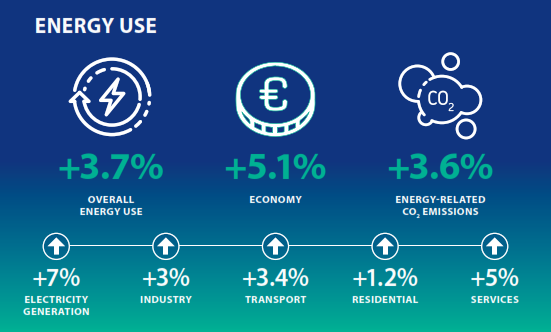 ENERGY USE
€
CO₂
+3.7%
+5.1%
+3.6%
OVERALL
ENERGY USE
ECONOMY
ENERGY-RELATED
CO₂ EMISSIONS
+7%
+3%
+3.4%
+1.2%
+5%
ELECTRICITY
GENERATION
INDUSTRY
TRANSPORT
RESIDENTIAL
SERVICES